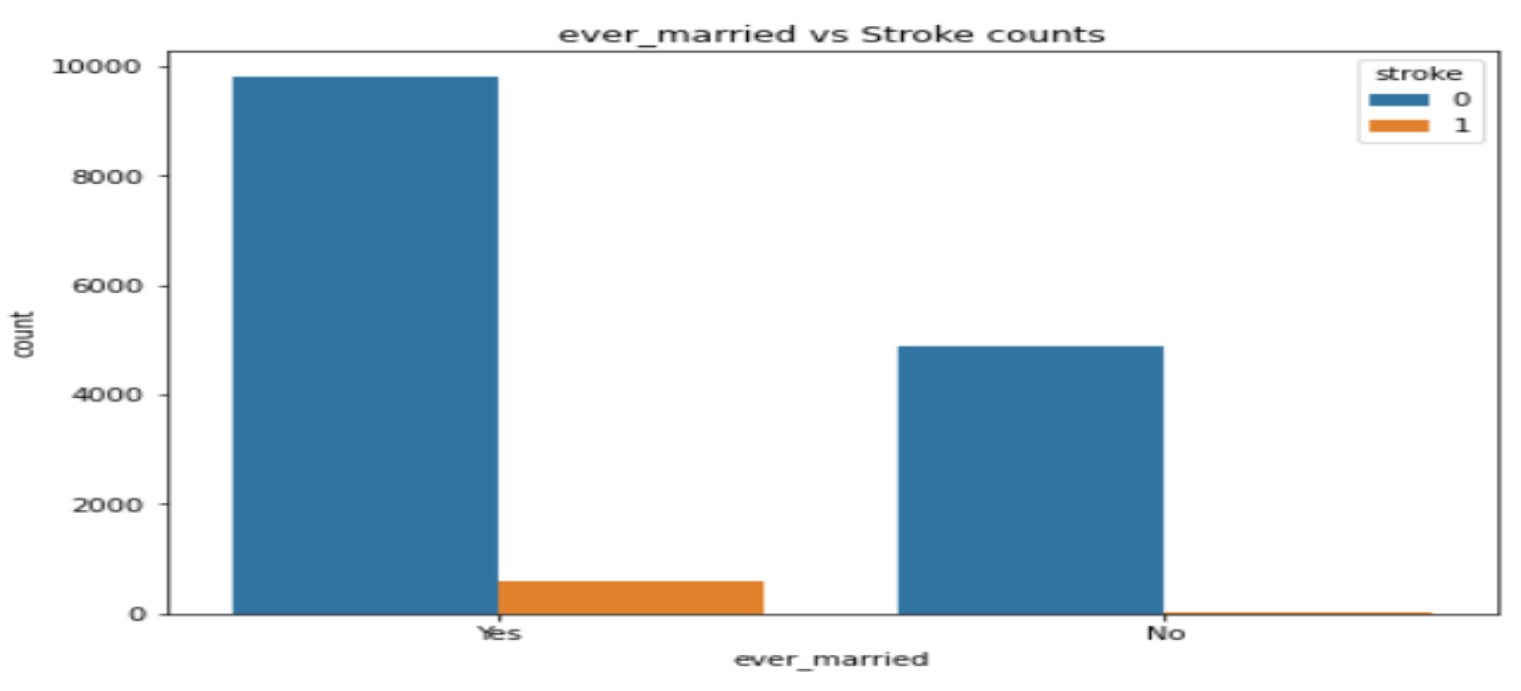 ever_married vs Stroke counts
stroke
0
1
10000
8000
6000
4000
2000
0
count
Yes
No
ever_married